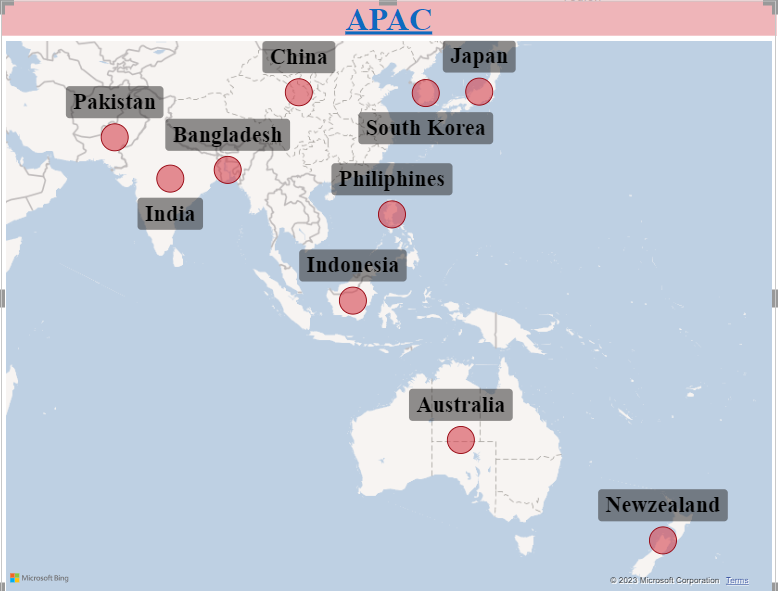 APAC
China
Japan
Pakistan
South Korea
Bangladesh
Philiphines
India
Indonesia
Australia
Newzealand
Microsoft Bing
© 2023 Microsoft Corporation Terms